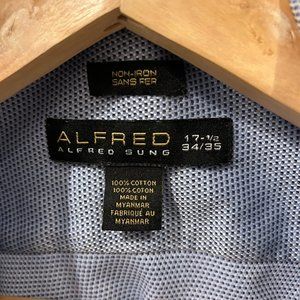 NON-IRON
SANS FER
ALFRED
ALFRED SUNG
17-1/2
34/35
100% COTTON
100% COTON
MADE IN
MYANMAR
FABRIQUÉ AU
MYANMAR